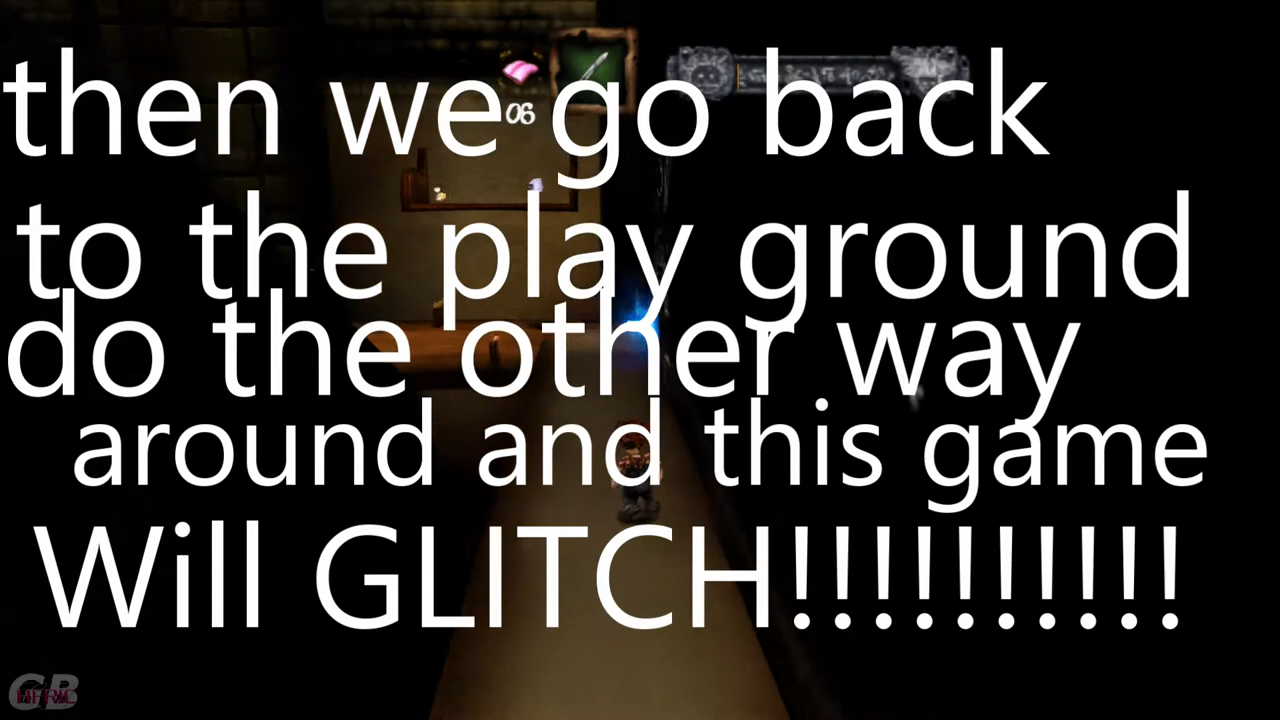 06
then we go back
to the play ground
do the other way
around and this game
Will GLITCH!!!!!!!!!!
GB